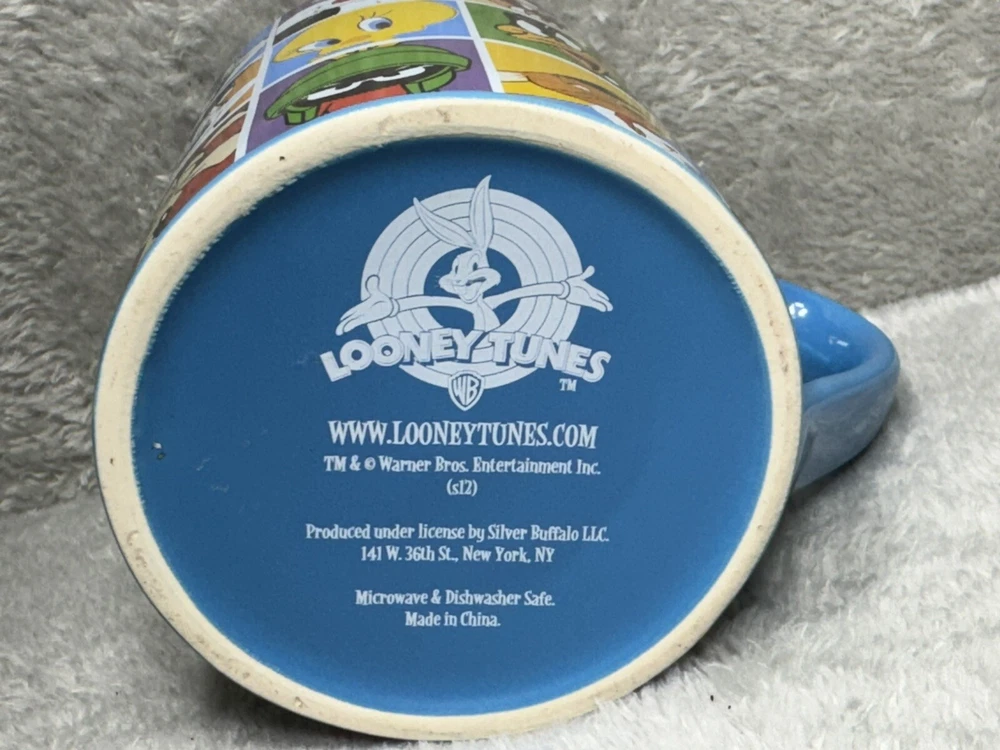 LOONEY TUNES
TM
WB
WWW.LOONEYTUNES.COM
TM & © Warner Bros. Entertainment Inc.
(s12)
Produced under license by Silver Buffalo LLC.
141 W. 36th St., New York, NY
Microwave & Dishwasher Safe.
Made in China.